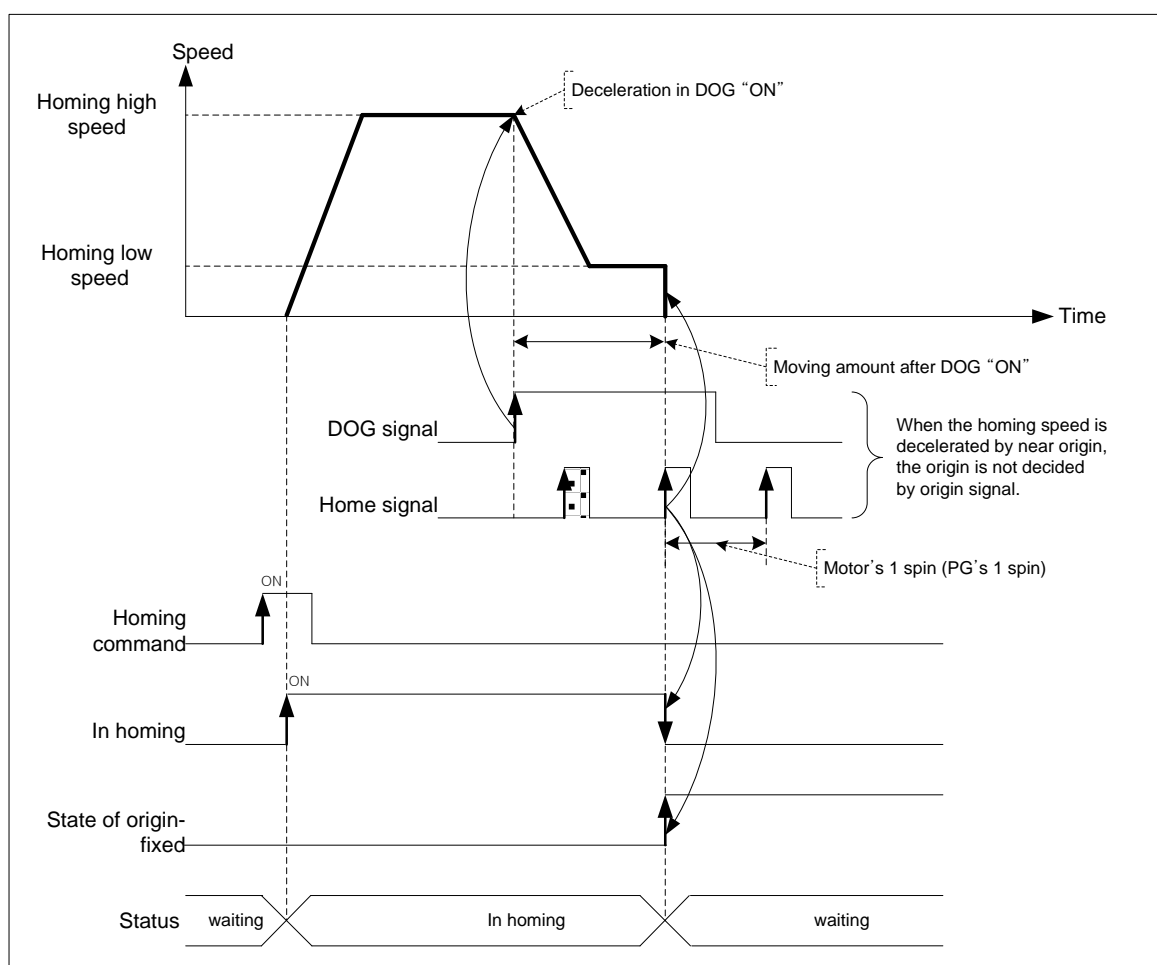 Speed
Deceleration in DOG “ON”
Homing high
speed
Homing low
speed
Time
Moving amount after DOG “ON”
DOG signal
When the homing speed is
decelerated by near origin,
the origin is not decided
by origin signal.
Home signal
Motor's 1 spin (PG's 1 spin)
ON
Homing
command
ON
In homing
State of origin-
fixed
Status
waiting
In homing
waiting